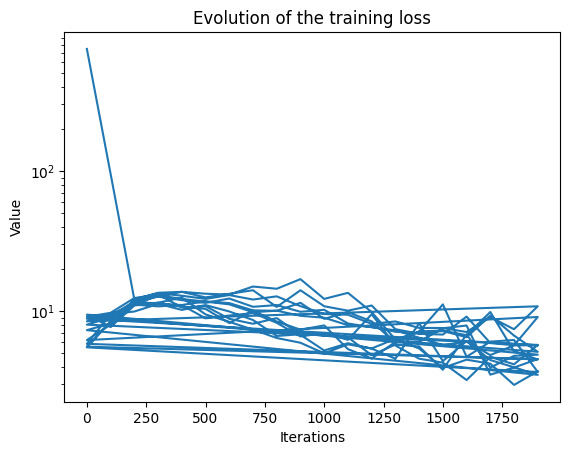 Evolution of the training loss
Value
10²
10¹
0 250 500 750 1000 1250 1500 1750
Iterations